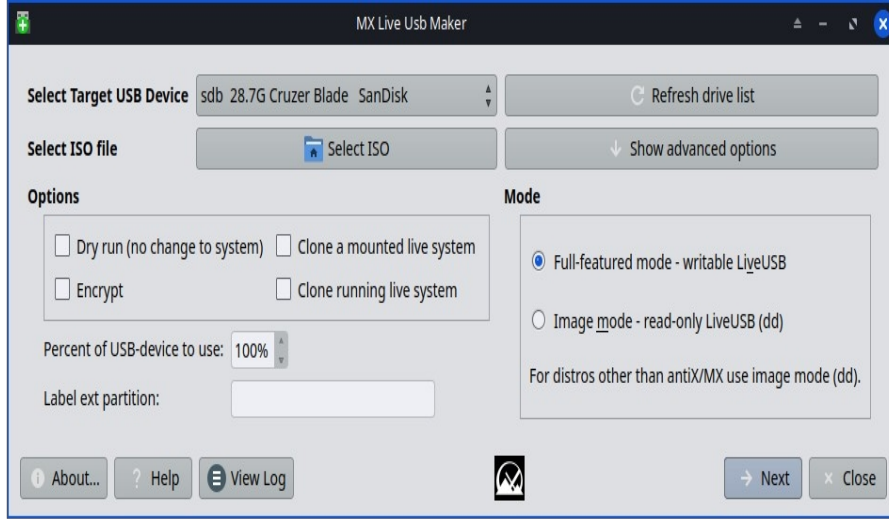 MX Live Usb Maker
Select Target USB Device sdb 28.7G Cruzer Blade SanDisk Refresh drive list
Select ISO file Select ISO Show advanced options
Options Mode
Dry run (no change to system) Clone a mounted live system
Encrypt Clone running live system
Full-featured mode - writable LiveUSB
Image mode - read-only LiveUSB (dd)
Percent of USB-device to use: 100%
For distros other than antiX/MX use image mode (dd).
Label ext partition:
About... Help View Log Next Close